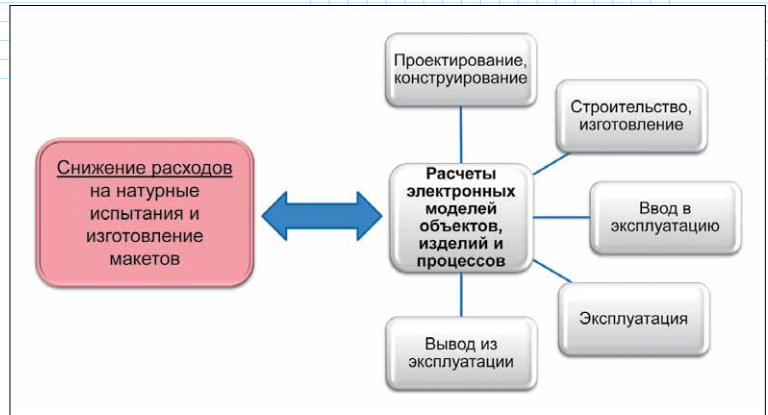 Снижение расходов
на натурные
испытания и
изготовление
макетов
Проектирование,
конструирование
Строительство,
изготовление
Расчеты
электронных
моделей
объектов,
изделий и
процессов
Ввод в
эксплуатацию
Эксплуатация
Вывод из
эксплуатации